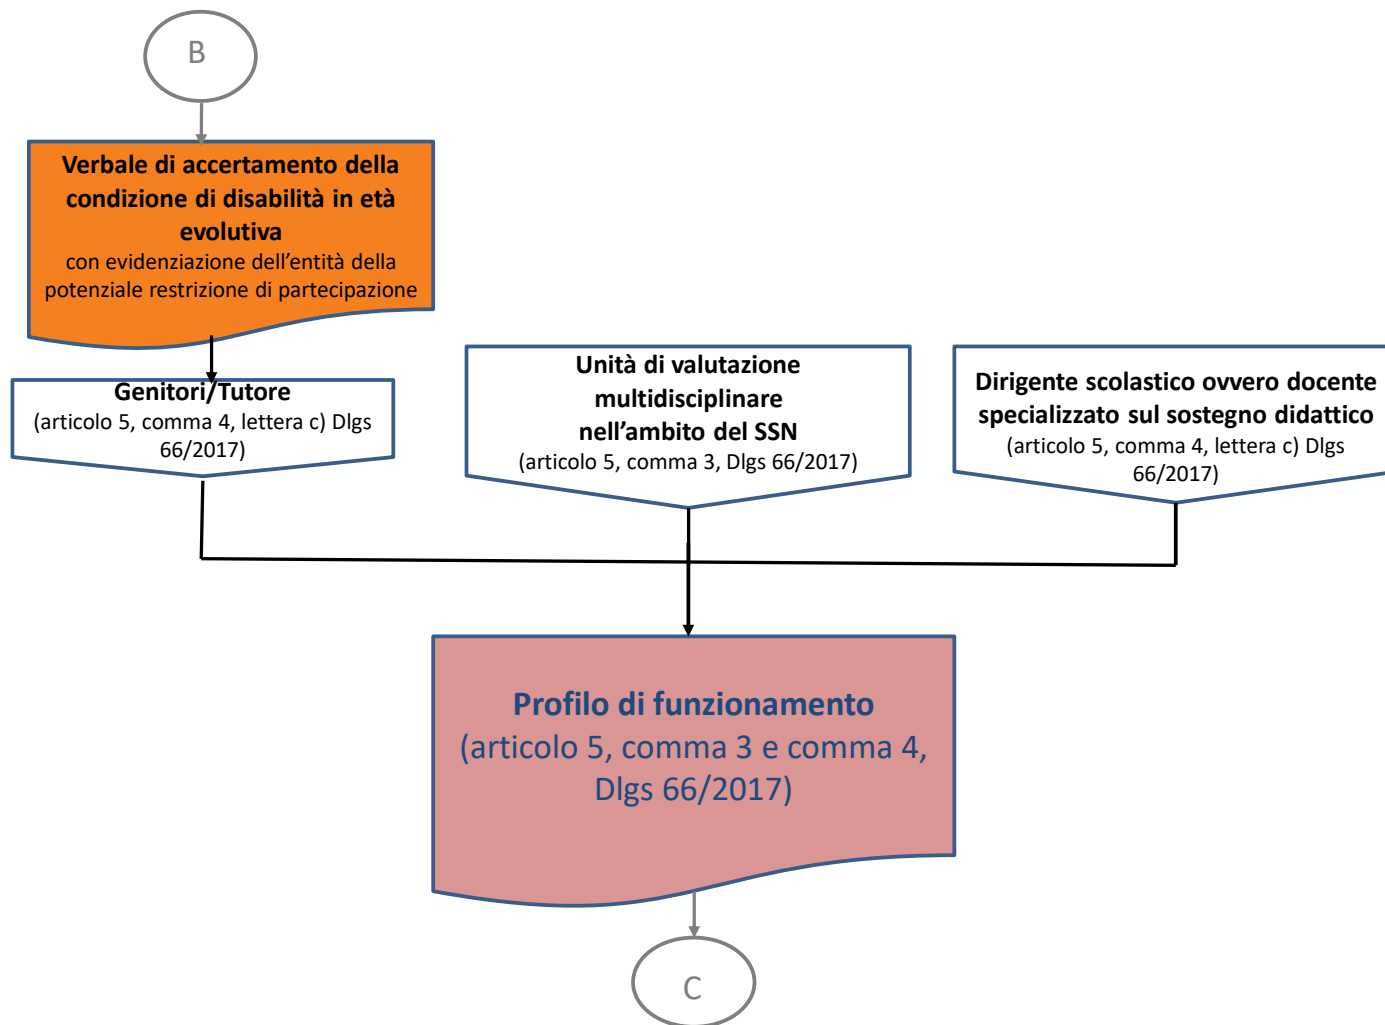 B
Verbale di accertamento della
condizione di disabilità in età
evolutiva
con evidenziazione dell’entità della
potenziale restrizione di partecipazione
Genitori/Tutore
(articolo 5, comma 4, lettera c) Dlgs
66/2017)
Unità di valutazione
multidisciplinare
nell’ambito del SSN
(articolo 5, comma 3, Dlgs 66/2017)
Dirigente scolastico ovvero docente
specializzato sul sostegno didattico
(articolo 5, comma 4, lettera c) Dlgs
66/2017)
Profilo di funzionamento
(articolo 5, comma 3 e comma 4,
Dlgs 66/2017)
C